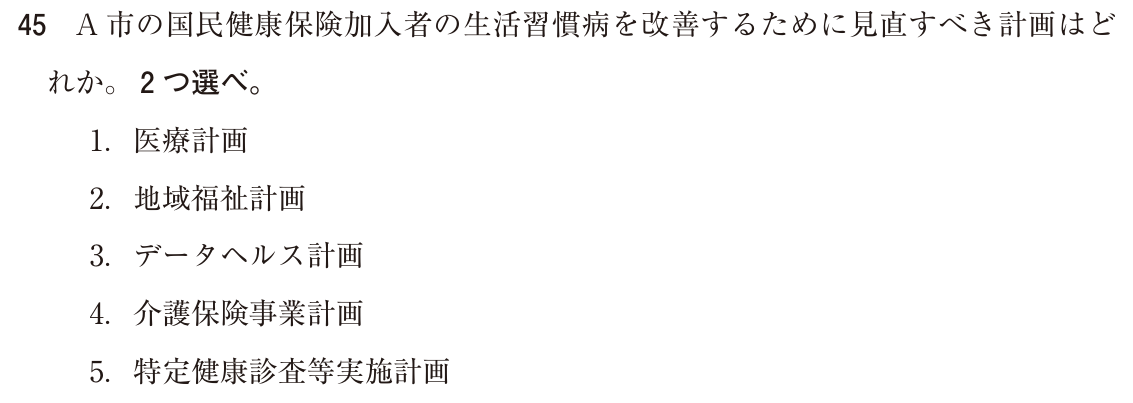 45　A 市の国民健康保険加入者の生活習慣病を改善するために見直すべき計画はど
れか。2 つ選べ。
1. 医療計画
2. 地域福祉計画
3. データヘルス計画
4. 介護保険事業計画
5. 特定健康診査等実施計画